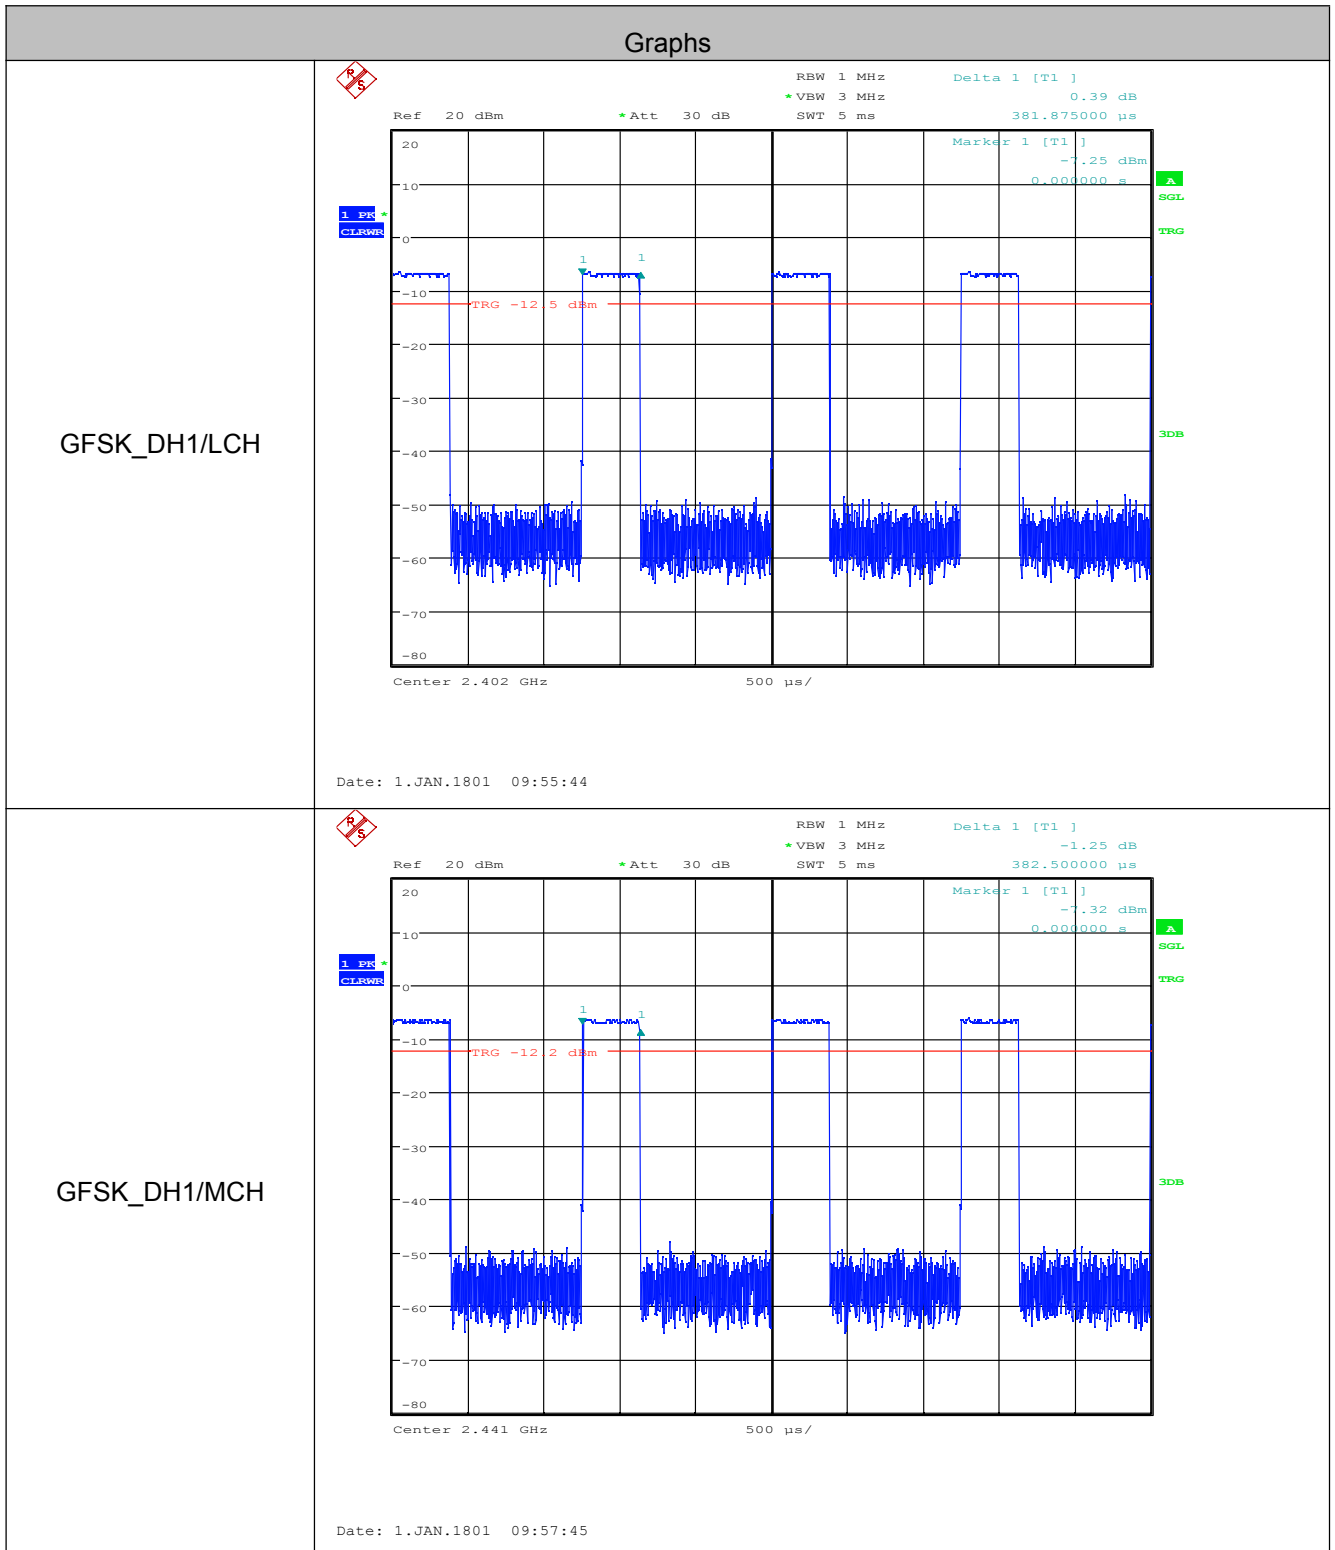 Graphs
GFSK_DH1/LCH
R S
RBW 1 MHz
Delta 1 [T1 ]
*VBW 3 MHz
0.39 dB
Ref 20 dBm
*Att 30 dB
SWT 5 ms
381.875000 µs
20
Marker 1 [T1 ]
-7.25 dBm
0.000000 s
A
SGL
10
1 PK *
CLRWR
TRG
0
1
1
-10
TRG -12.5 dBm
-20
-30
3DB
-40
-50
-60
-70
-80
Center 2.402 GHz
500 µs/
Date: 1.JAN.1801 09:55:44
GFSK_DH1/MCH
R S
RBW 1 MHz
Delta 1 [T1 ]
*VBW 3 MHz
-1.25 dB
Ref 20 dBm
*Att 30 dB
SWT 5 ms
382.500000 µs
20
Marker 1 [T1 ]
-7.32 dBm
0.000000 s
A
SGL
10
1 PK *
CLRWR
TRG
0
1
1
-10
TRG -12.2 dBm
-20
-30
3DB
-40
-50
-60
-70
-80
Center 2.441 GHz
500 µs/
Date: 1.JAN.1801 09:57:45